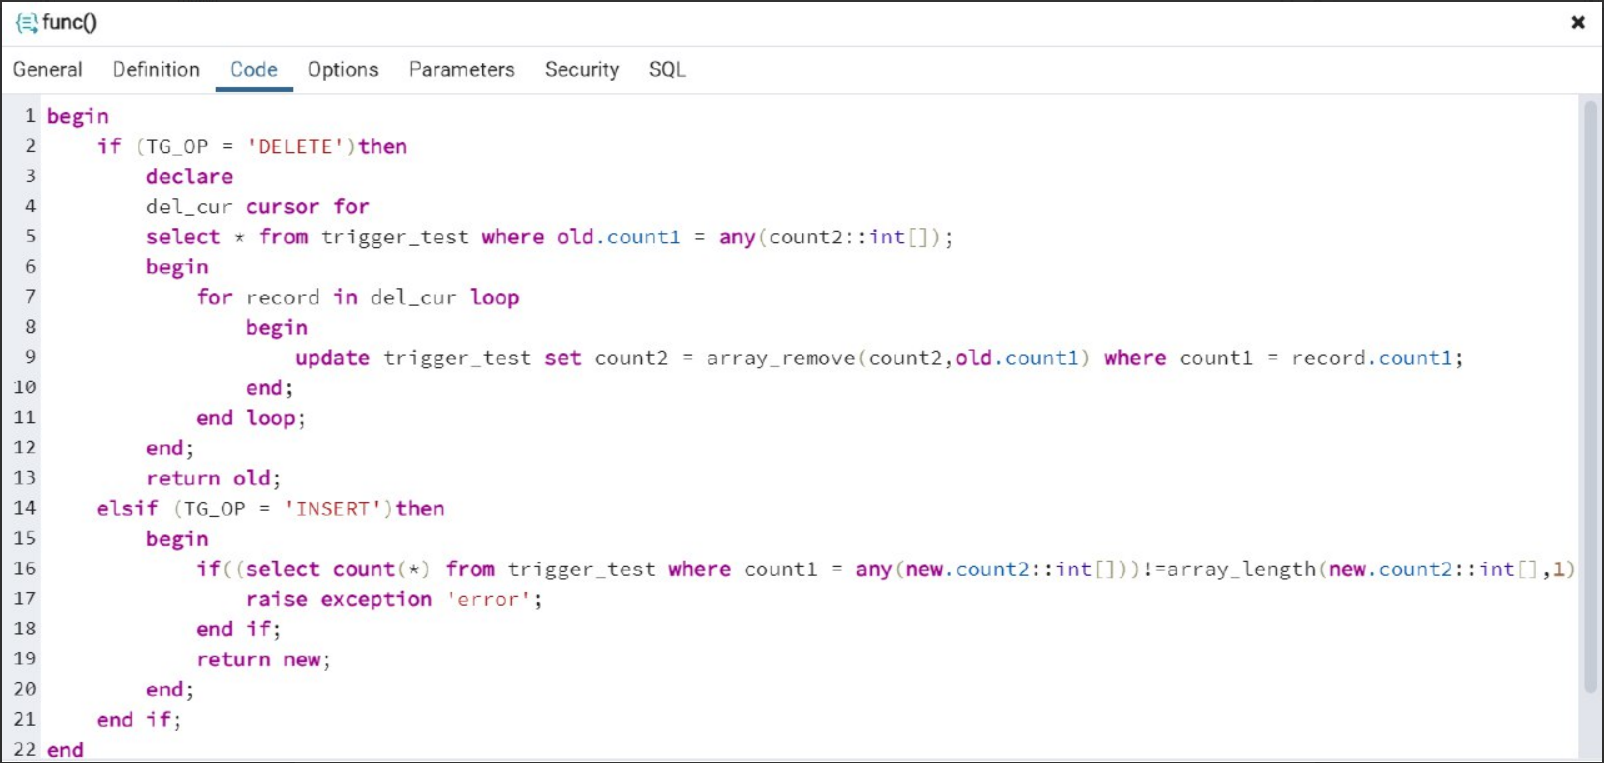 func()
General Definition Code Options Parameters Security SQL
1 begin
2     if (TG_OP = 'DELETE')then
3         declare
4         del_cur cursor for
5         select * from trigger_test where old.count1 = any(count2::int[]);
6         begin
7             for record in del_cur loop
8                 begin
9                     update trigger_test set count2 = array_remove(count2,old.count1) where count1 = record.count1;
10                 end;
11             end loop;
12         end;
13         return old;
14     elsif (TG_OP = 'INSERT')then
15         begin
16             if((select count(*) from trigger_test where count1 = any(new.count2::int[]))!=array_length(new.count2::int[],1)
17                 raise exception 'error';
18             end if;
19             return new;
20         end;
21     end if;
22 end